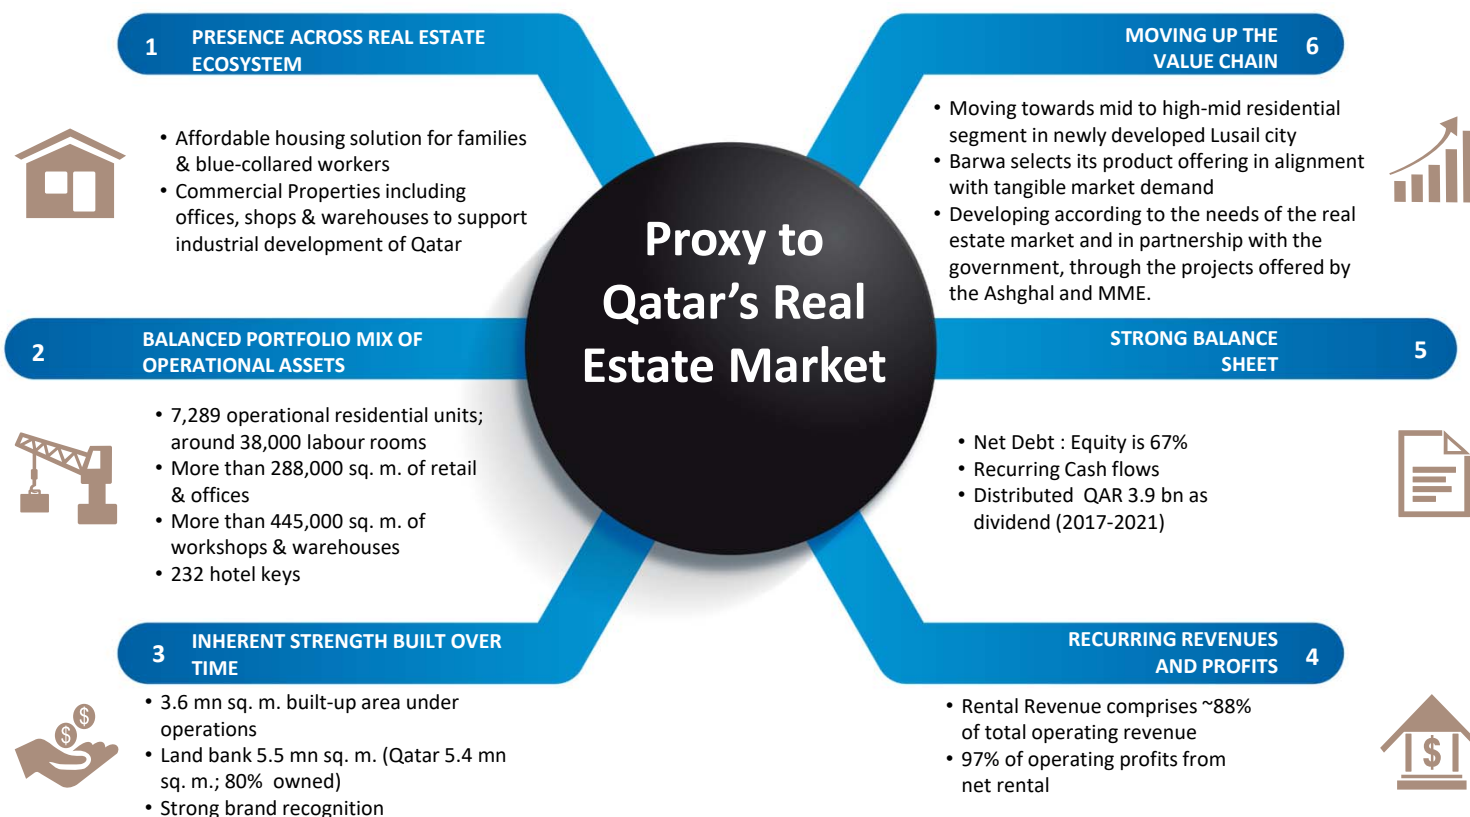 1
PRESENCE ACROSS REAL ESTATE
ECOSYSTEM
• Affordable housing solution for families
& blue-collared workers
• Commercial Properties including
offices, shops & warehouses to support
industrial development of Qatar
2
BALANCED PORTFOLIO MIX OF
OPERATIONAL ASSETS
• 7,289 operational residential units;
around 38,000 labour rooms
• More than 288,000 sq. m. of retail
& offices
• More than 445,000 sq. m. of
workshops & warehouses
• 232 hotel keys
3
INHERENT STRENGTH BUILT OVER
TIME
• 3.6 mn sq. m. built-up area under
operations
• Land bank 5.5 mn sq. m. (Qatar 5.4 mn
sq. m.; 80% owned)
• Strong brand recognition
$
$
Proxy to
Qatar’s Real
Estate Market
MOVING UP THE
VALUE CHAIN
6
• Moving towards mid to high-mid residential
segment in newly developed Lusail city
• Barwa selects its product offering in alignment
with tangible market demand
• Developing according to the needs of the real
estate market and in partnership with the
government, through the projects offered by
the Ashghal and MME.
STRONG BALANCE
SHEET
5
• Net Debt : Equity is 67%
• Recurring Cash flows
• Distributed QAR 3.9 bn as
dividend (2017-2021)
RECURRING REVENUES
AND PROFITS
4
• Rental Revenue comprises ~88%
of total operating revenue
• 97% of operating profits from
net rental
$